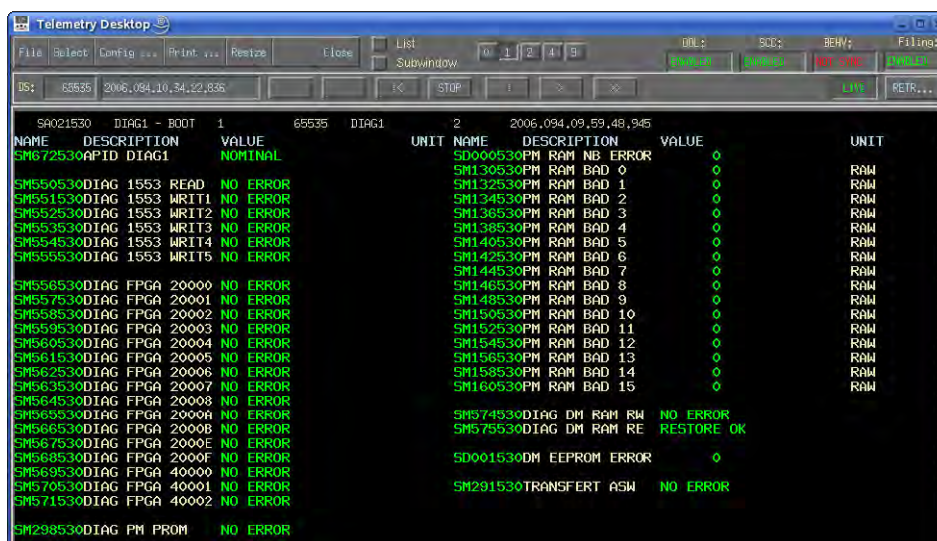 Telemetry Desktop
File Select Config ... Print ... Resize Close List Subwindow 0 1 2 4 9 ODL: SCC: BEHV: Filing:
DS: 65535 2006.094.10.34.22.836 |< STOP LIVE RETR...
SA021530 DIAG1 - BOOT 1 65535 DIAG1 2 2006.094.09.59.48.945
NAME DESCRIPTION VALUE UNIT NAME DESCRIPTION VALUE UNIT
SM672530APID DIAG1 NOMINAL SD000530PM RAM NB ERROR 0
SM130530PM RAM BAD 0 0 RAW
SM550530DIAG 1553 READ NO ERROR SM132530PM RAM BAD 1 0 RAW
SM551530DIAG 1553 WRIT1 NO ERROR SM134530PM RAM BAD 2 0 RAW
SM552530DIAG 1553 WRIT2 NO ERROR SM136530PM RAM BAD 3 0 RAW
SM553530DIAG 1553 WRIT3 NO ERROR SM138530PM RAM BAD 4 0 RAW
SM554530DIAG 1553 WRIT4 NO ERROR SM140530PM RAM BAD 5 0 RAW
SM555530DIAG 1553 WRIT5 NO ERROR SM142530PM RAM BAD 6 0 RAW
SM144530PM RAM BAD 7 0 RAW
SM556530DIAG FPGA 20000 NO ERROR SM146530PM RAM BAD 8 0 RAW
SM557530DIAG FPGA 20001 NO ERROR SM148530PM RAM BAD 9 0 RAW
SM558530DIAG FPGA 20002 NO ERROR SM150530PM RAM BAD 10 0 RAW
SM559530DIAG FPGA 20003 NO ERROR SM152530PM RAM BAD 11 0 RAW
SM560530DIAG FPGA 20004 NO ERROR SM154530PM RAM BAD 12 0 RAW
SM561530DIAG FPGA 20005 NO ERROR SM156530PM RAM BAD 13 0 RAW
SM562530DIAG FPGA 20006 NO ERROR SM158530PM RAM BAD 14 0 RAW
SM563530DIAG FPGA 20007 NO ERROR SM160530PM RAM BAD 15 0 RAW
SM564530DIAG FPGA 20008 NO ERROR
SM565530DIAG FPGA 2000A NO ERROR SM574530DIAG DM RAM RW NO ERROR
SM566530DIAG FPGA 2000B NO ERROR SM575530DIAG DM RAM RE RESTORE OK
SM567530DIAG FPGA 2000E NO ERROR
SM568530DIAG FPGA 2000F NO ERROR SD001530DM EEPROM ERROR 0
SM569530DIAG FPGA 40000 NO ERROR
SM570530DIAG FPGA 40001 NO ERROR SM291530TRANSFERT ASW NO ERROR
SM571530DIAG FPGA 40002 NO ERROR
SM298530DIAG PM PROM NO ERROR